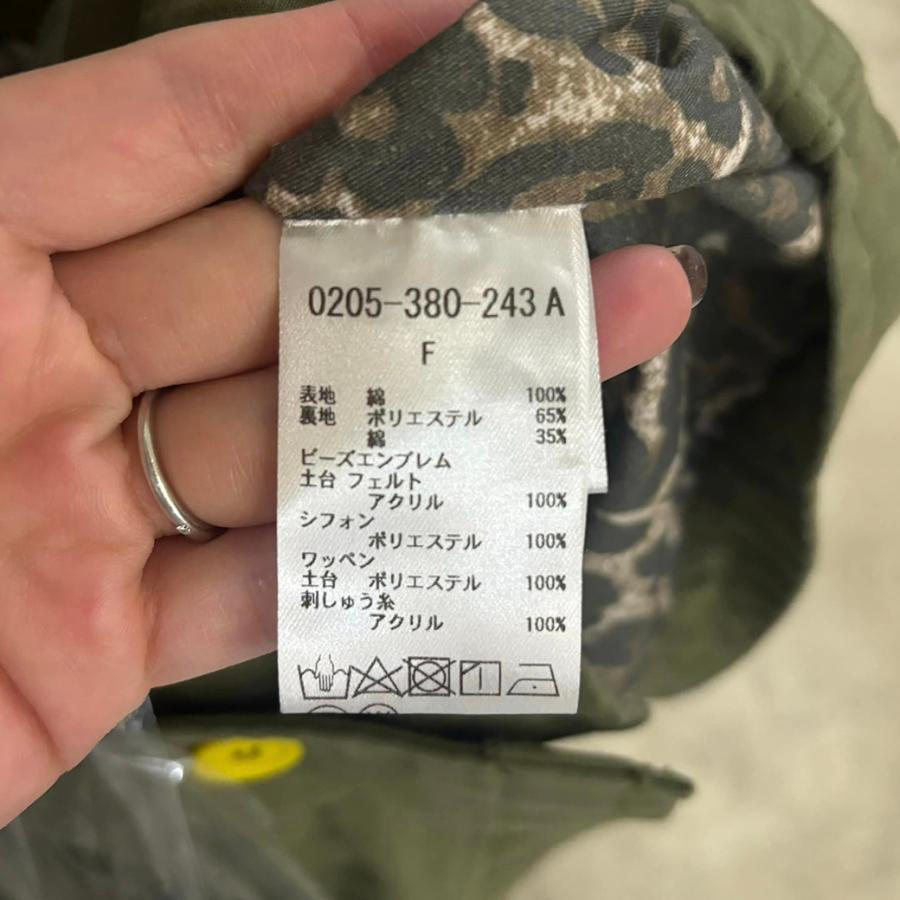 0205-380-243 A
F
表地 綿 100%
裏地 ポリエステル 65%
綿 35%
ビーズエンブレム
土台 フェルト
アクリル 100%
シフォン
ポリエステル 100%
ワッペン
土台 ポリエステル 100%
刺しゅう糸
アクリル 100%